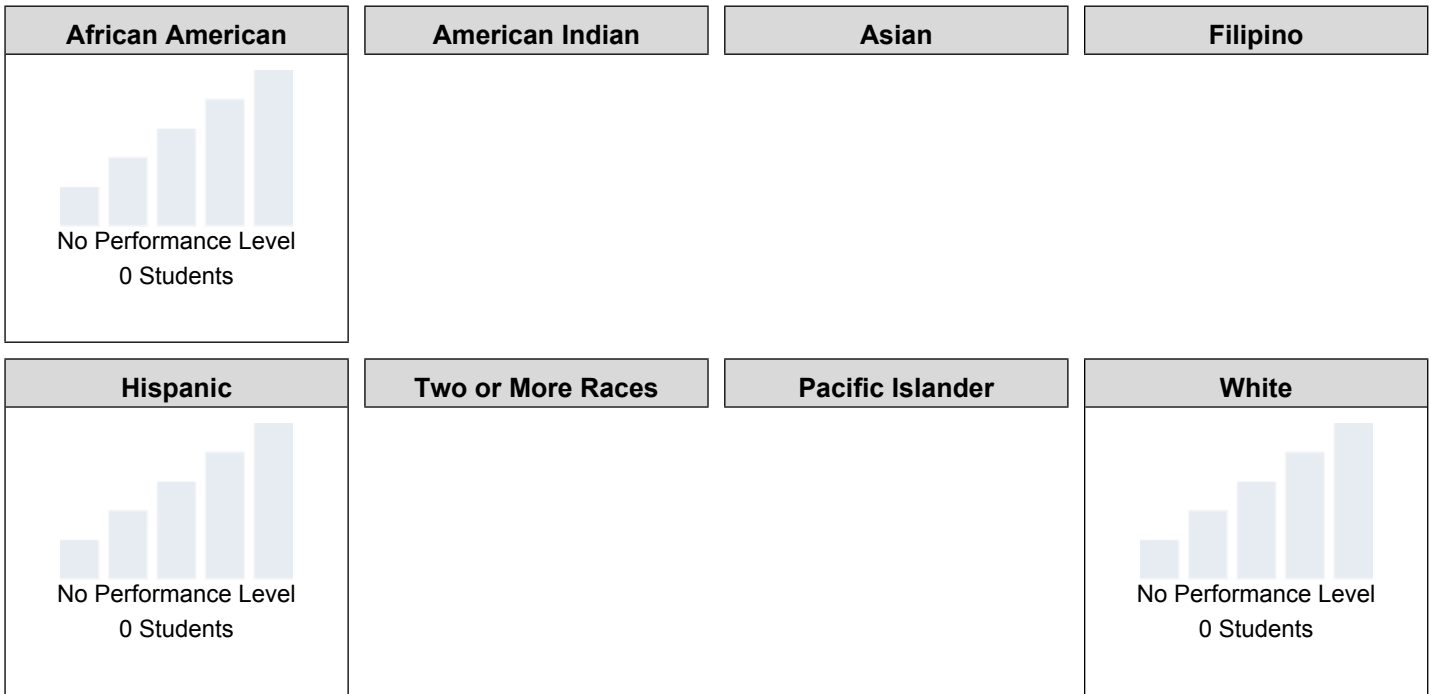 African American
American Indian
Asian
Filipino
No Performance Level
0 Students
Hispanic
Two or More Races
Pacific Islander
White
No Performance Level
0 Students
No Performance Level
0 Students